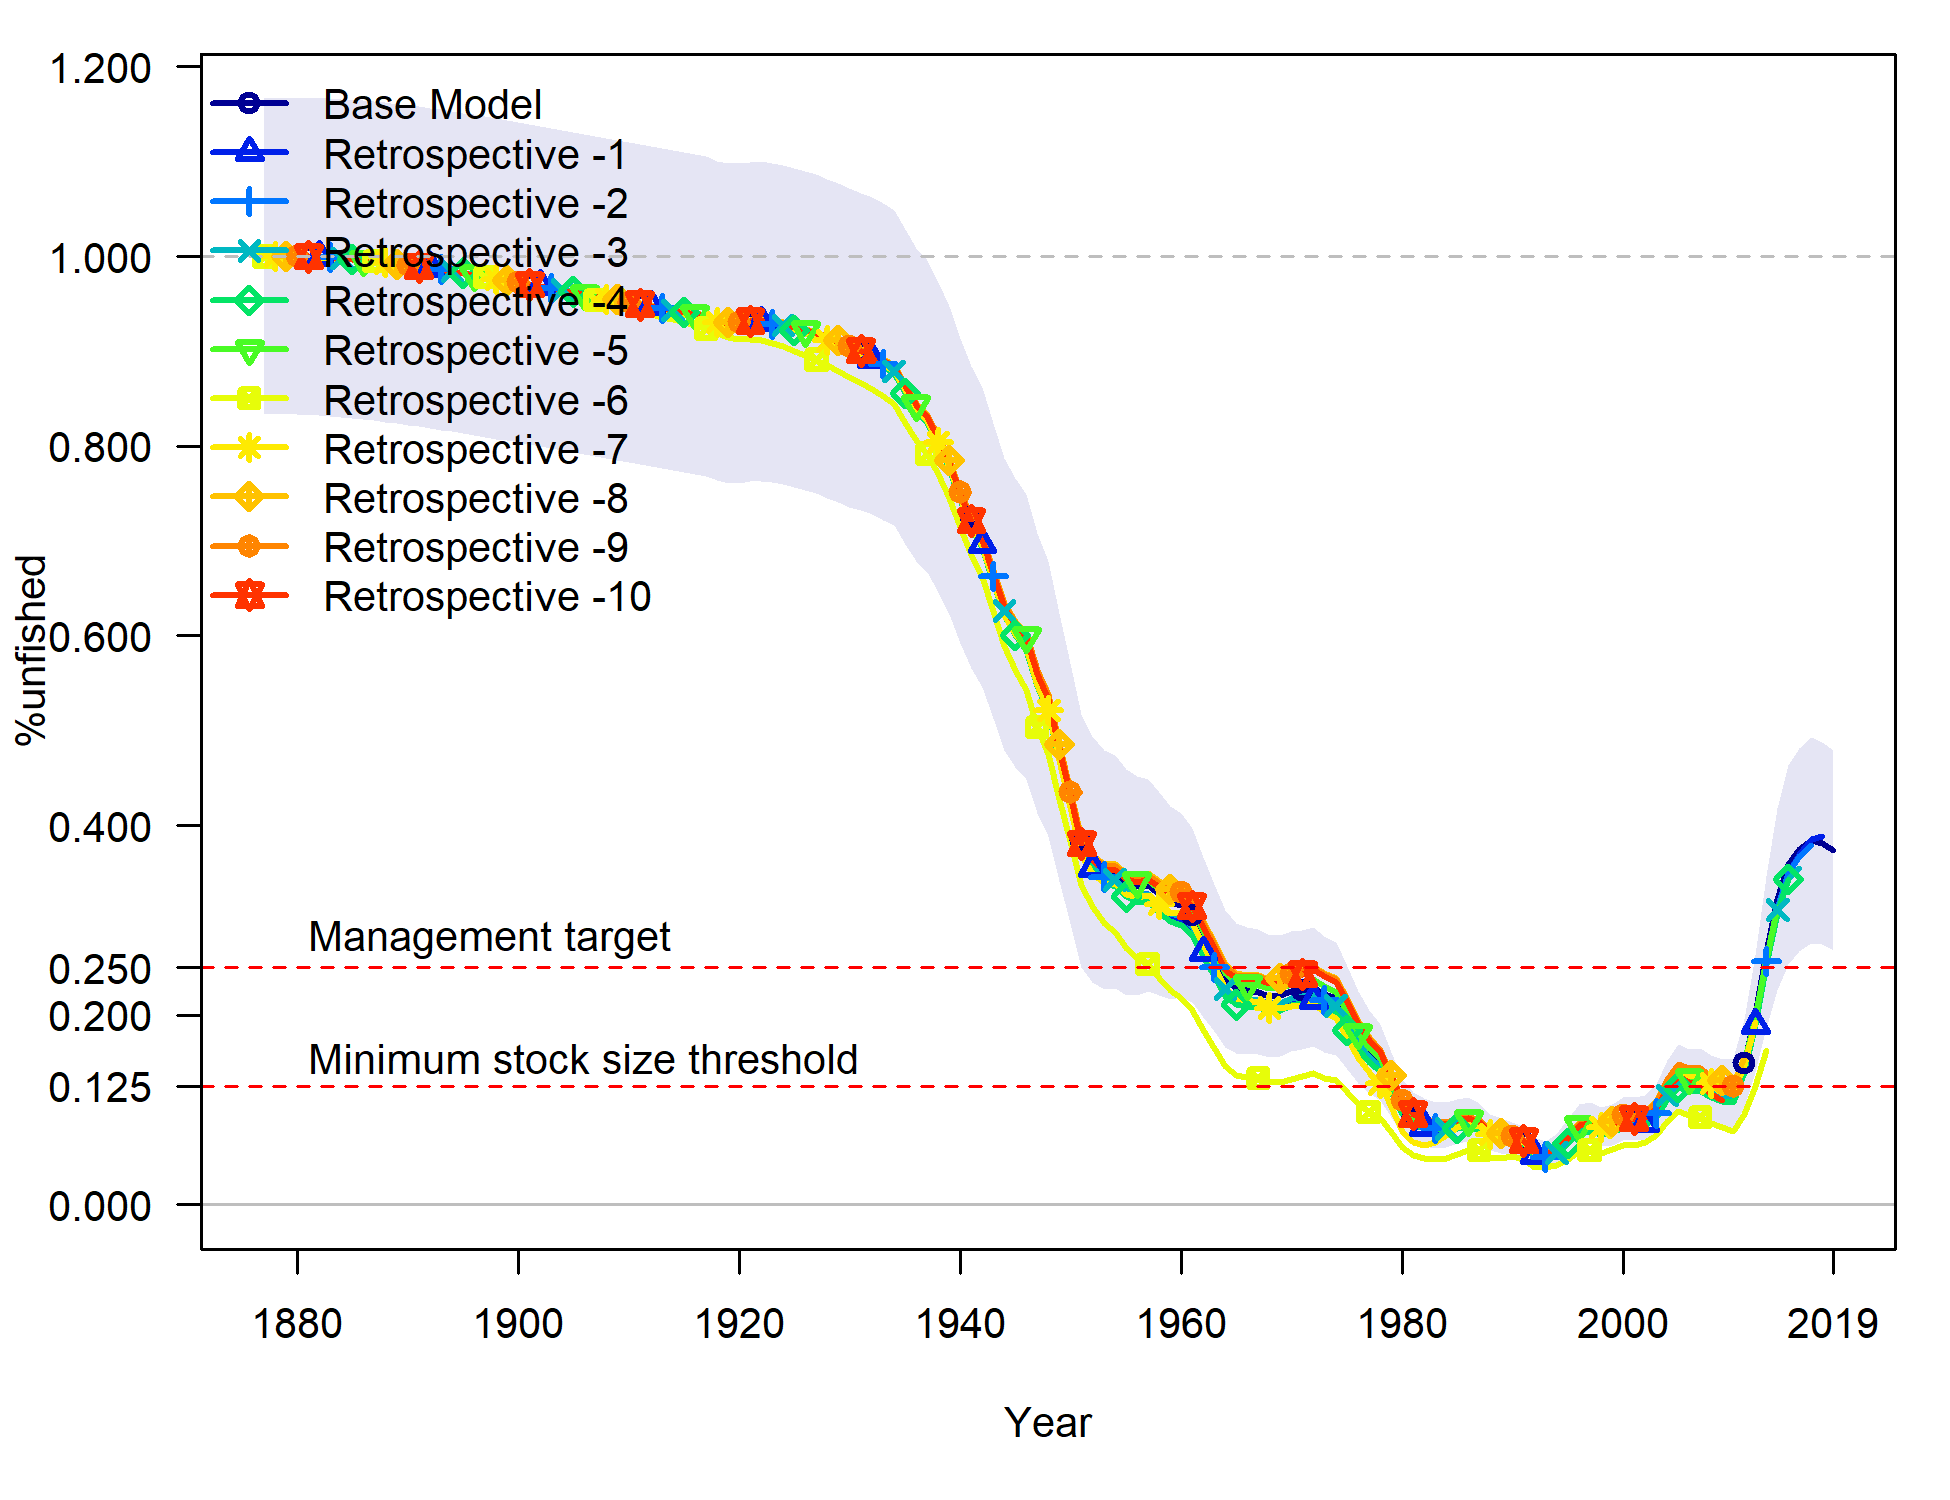 1.200
1.000
0.800
0.600
0.400
0.250
0.200
0.125
0.000
%unfished
Base Model
Retrospective -1
Retrospective -2
Retrospective -3
Retrospective -4
Retrospective -5
Retrospective -6
Retrospective -7
Retrospective -8
Retrospective -9
Retrospective -10
Management target
Minimum stock size threshold
1880 1900 1920 1940 1960 1980 2000 2019
Year